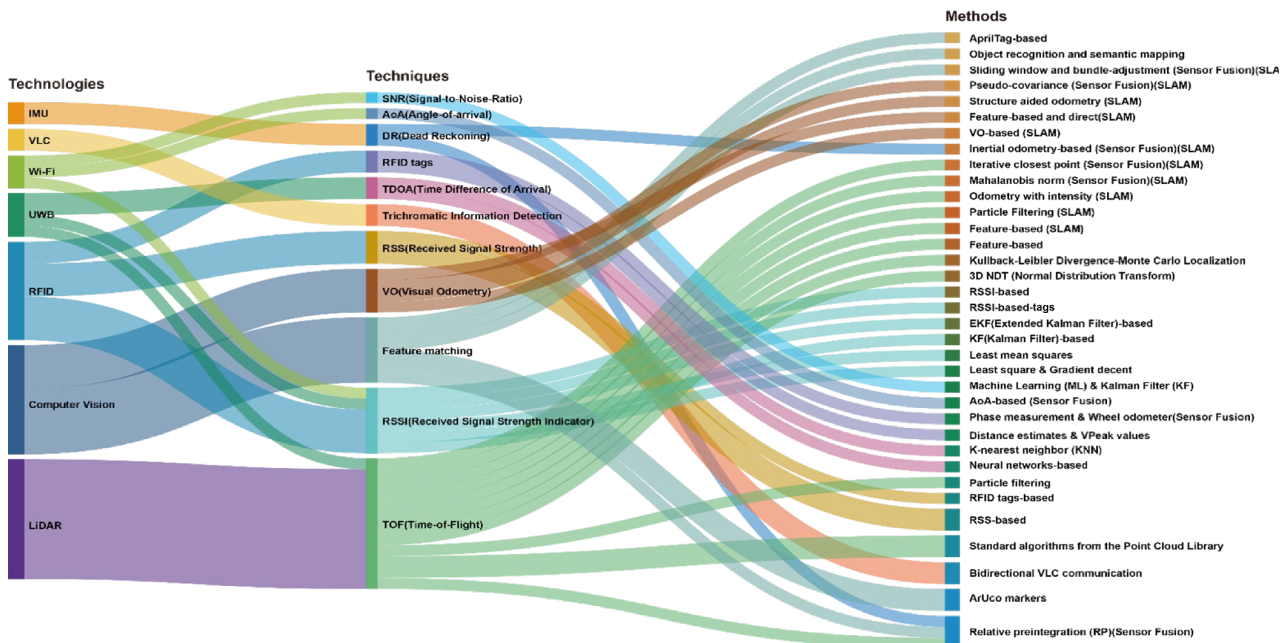 Technologies
IMU
VLC
Wi-Fi
UWB
RFID
Computer Vision
LiDAR
Techniques
SNR(Signal-to-Noise-Ratio)
AoA(Angle-of-arrival)
DR(Dead Reckoning)
RFID tags
TDOA(Time Difference of Arrival)
Trichromatic Information Detection
RSS(Received Signal Strength)
VO(Visual Odometry)
Feature matching
RSSI(Received Signal Strength Indicator)
TOF(Time-of-Flight)
Methods
AprilTag-based
Object recognition and semantic mapping
Sliding window and bundle-adjustment (Sensor Fusion)(SLA
Pseudo-covariance (Sensor Fusion)(SLAM)
Structure aided odometry (SLAM)
Feature-based and direct(SLAM)
VO-based (SLAM)
Inertial odometry-based (Sensor Fusion)(SLAM)
Iterative closest point (Sensor Fusion)(SLAM)
Mahalanobis norm (Sensor Fusion)(SLAM)
Odometry with intensity (SLAM)
Particle Filtering (SLAM)
Feature-based (SLAM)
Feature-based
Kullback-Leibler Divergence-Monte Carlo Localization
3D NDT (Normal Distribution Transform)
RSSI-based
RSSI-based-tags
EKF(Extended Kalman Filter)-based
KF(Kalman Filter)-based
Least mean squares
Least square & Gradient decent
Machine Learning (ML) & Kalman Filter (KF)
AoA-based (Sensor Fusion)
Phase measurement & Wheel odometer(Sensor Fusion)
Distance estimates & VPeak values
K-nearest neighbor (KNN)
Neural networks-based
Particle filtering
RFID tags-based
RSS-based
Standard algorithms from the Point Cloud Library
Bidirectional VLC communication
ArUco markers
Relative preintegration (RP)(Sensor Fusion)